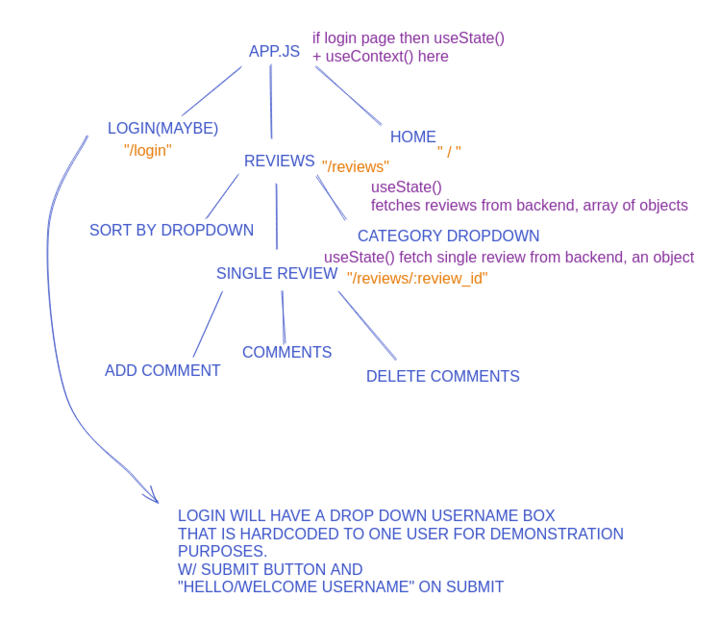 if login page then useState()
APP.JS
+ useContext() here
LOGIN(MAYBE)
HOME
"/login"
" / "
REVIEWS
"/reviews"
useState()
fetches reviews from backend, array of objects
SORT BY DROPDOWN
CATEGORY DROPDOWN
useState() fetch single review from backend, an object
SINGLE REVIEW
"/reviews/:review_id"
COMMENTS
ADD COMMENT
DELETE COMMENTS
LOGIN WILL HAVE A DROP DOWN USERNAME BOX
THAT IS HARDCODED TO ONE USER FOR DEMONSTRATION
PURPOSES.
W/ SUBMIT BUTTON AND
"HELLO/WELCOME USERNAME" ON SUBMIT